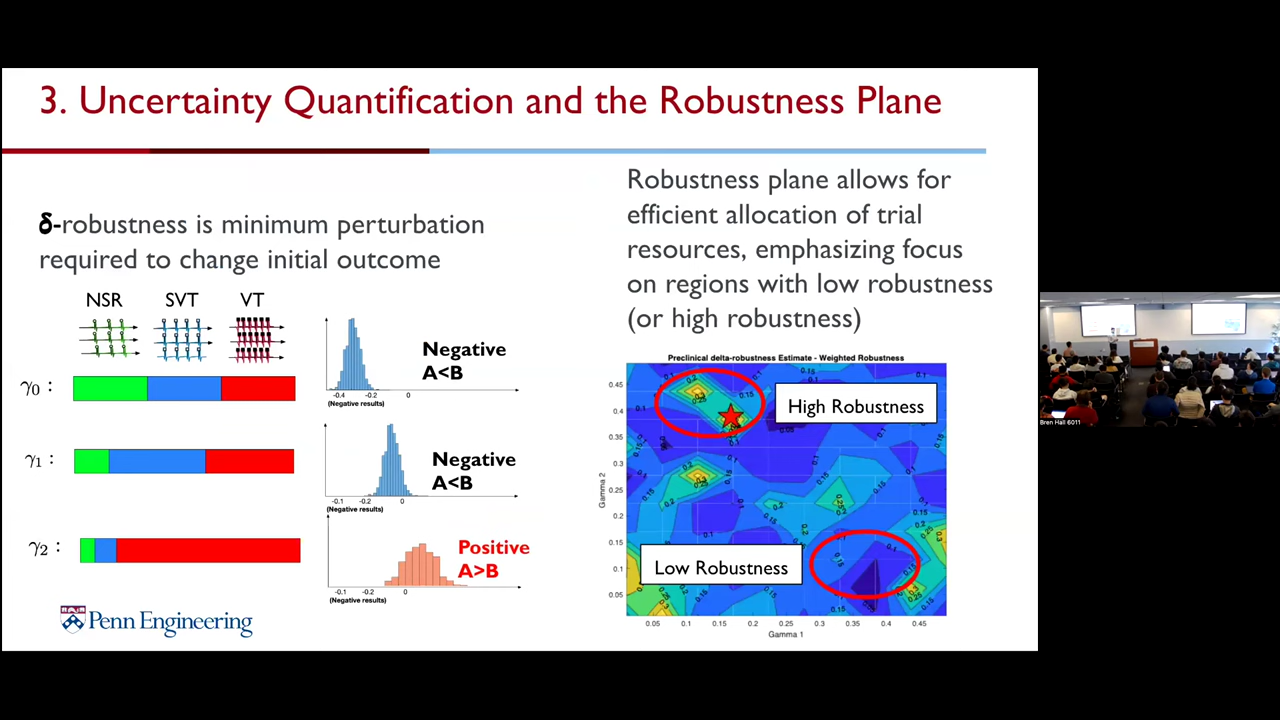 3. Uncertainty Quantification and the Robustness Plane
δ-robustness is minimum perturbation
required to change initial outcome
NSR SVT VT
γ0 :
γ1 :
γ2 :
Negative
A<B
-0.4 -0.2 0
(Negative results)
Negative
A<B
-0.1 -0.2 0
(Negative results)
Positive
A>B
-0.1 -0.2 0
(Negative results)
Penn Engineering
Robustness plane allows for
efficient allocation of trial
resources, emphasizing focus
on regions with low robustness
(or high robustness)
Preclinical delta-robustness Estimate - Weighted Robustness
High Robustness
Low Robustness
Gamma 2
0.45
0.4
0.35
0.3
0.25
0.2
0.15
0.1
0.05
0.05 0.1 0.15 0.2 0.25 0.3 0.35 0.4 0.45
Gamma 1
Bren Hall 6011